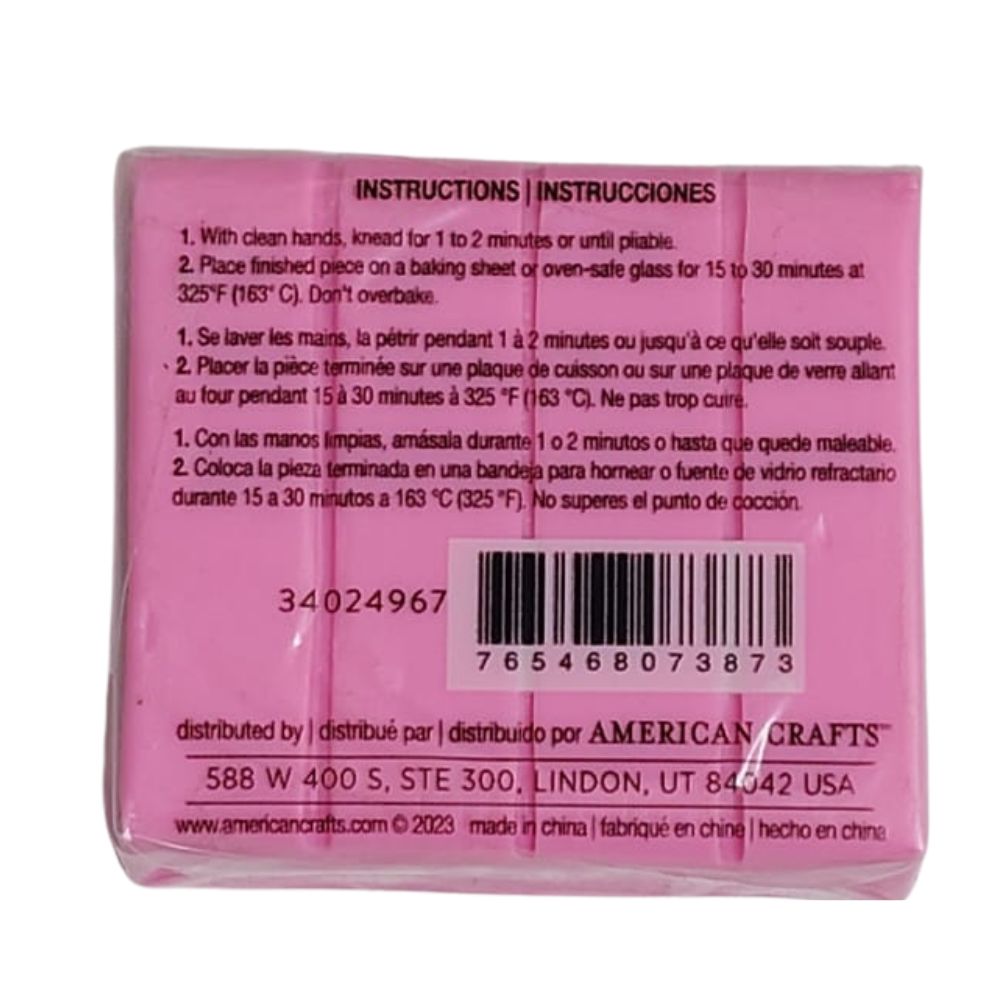 INSTRUCTIONS | INSTRUCCIONES
1. With clean hands, knead for 1 to 2 minutes or until pliable.
2. Place finished piece on a baking sheet or oven-safe glass for 15 to 30 minutes at
325°F (163° C). Don't overbake.
1. Se laver les mains, la pétrir pendant 1 à 2 minutes ou jusqu'à ce qu'elle soit souple.
2. Placer la pièce terminée sur une plaque de cuisson ou sur une plaque de verre allant
au four pendant 15 à 30 minutes à 325 °F (163 °C). Ne pas trop cuire.
1. Con las manos limpias, amásala durante 1 o 2 minutos o hasta que quede maleable.
2. Coloca la pieza terminada en una bandeja para hornear o fuente de vidrio refractario
durante 15 a 30 minutos a 163 °C (325 °F). No superes el punto de cocción.
34024967
765468073873
distributed by | distribué par | distribuido por AMERICAN CRAFTS™
588 W 400 S, STE 300, LINDON, UT 84042 USA
www.americancrafts.com © 2023 made in china | fabriqué en chine | hecho en china